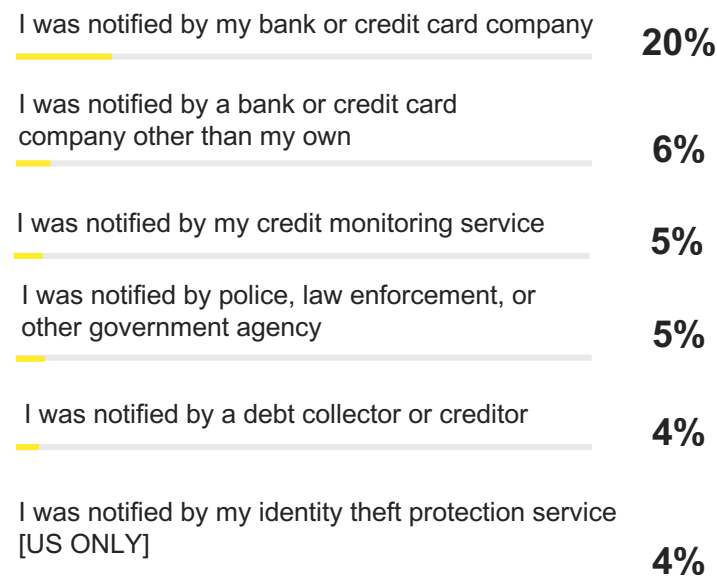 I was notified by my bank or credit card company
20%
I was notified by a bank or credit card
company other than my own
6%
I was notified by my credit monitoring service
5%
I was notified by police, law enforcement, or
other government agency
5%
I was notified by a debt collector or creditor
4%
I was notified by my identity theft protection service
[US ONLY]
4%